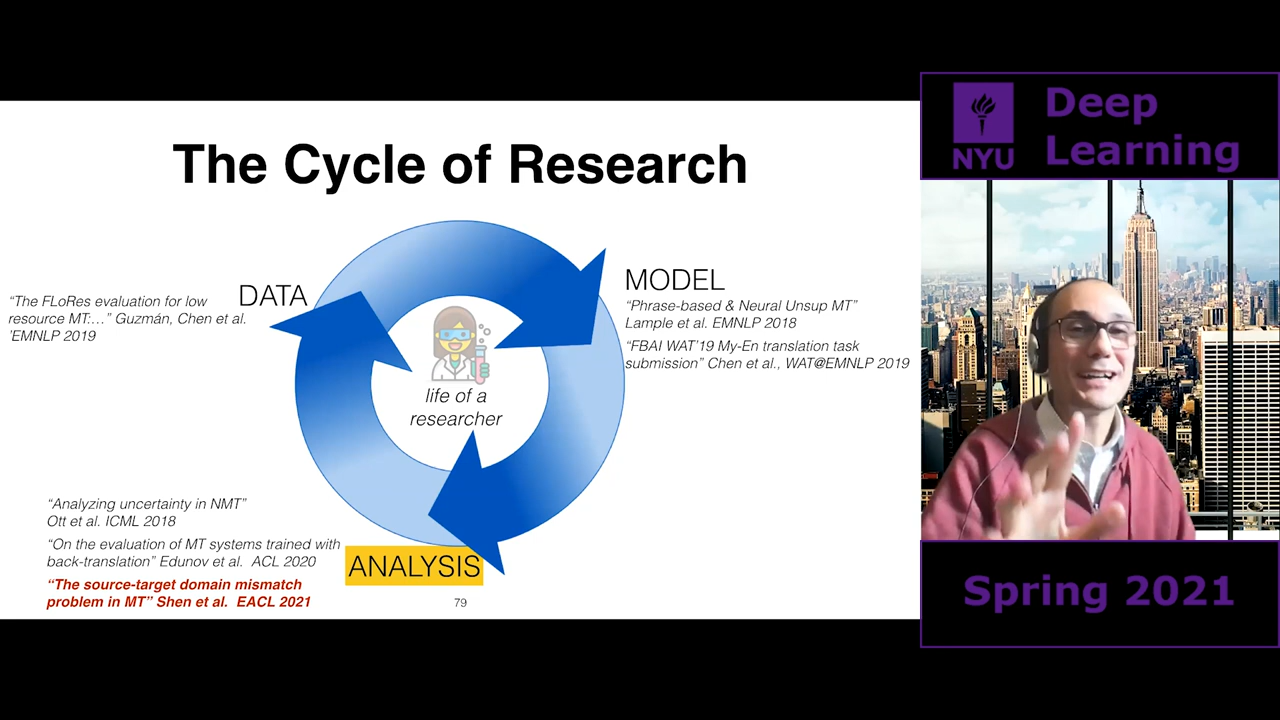 The Cycle of Research
DATA
"The FLoRes evaluation for low
resource MT:..." Guzmán, Chen et al.
'EMNLP 2019
MODEL
"Phrase-based & Neural Unsup MT"
Lample et al. EMNLP 2018
"FBAI WAT'19 My-En translation task
submission" Chen et al., WAT@EMNLP 2019
life of a
researcher
"Analyzing uncertainty in NMT"
Ott et al. ICML 2018
"On the evaluation of MT systems trained with
back-translation" Edunov et al. ACL 2020
"The source-target domain mismatch
problem in MT" Shen et al. EACL 2021
ANALYSIS
79
NYU
Deep
Learning
Spring 2021